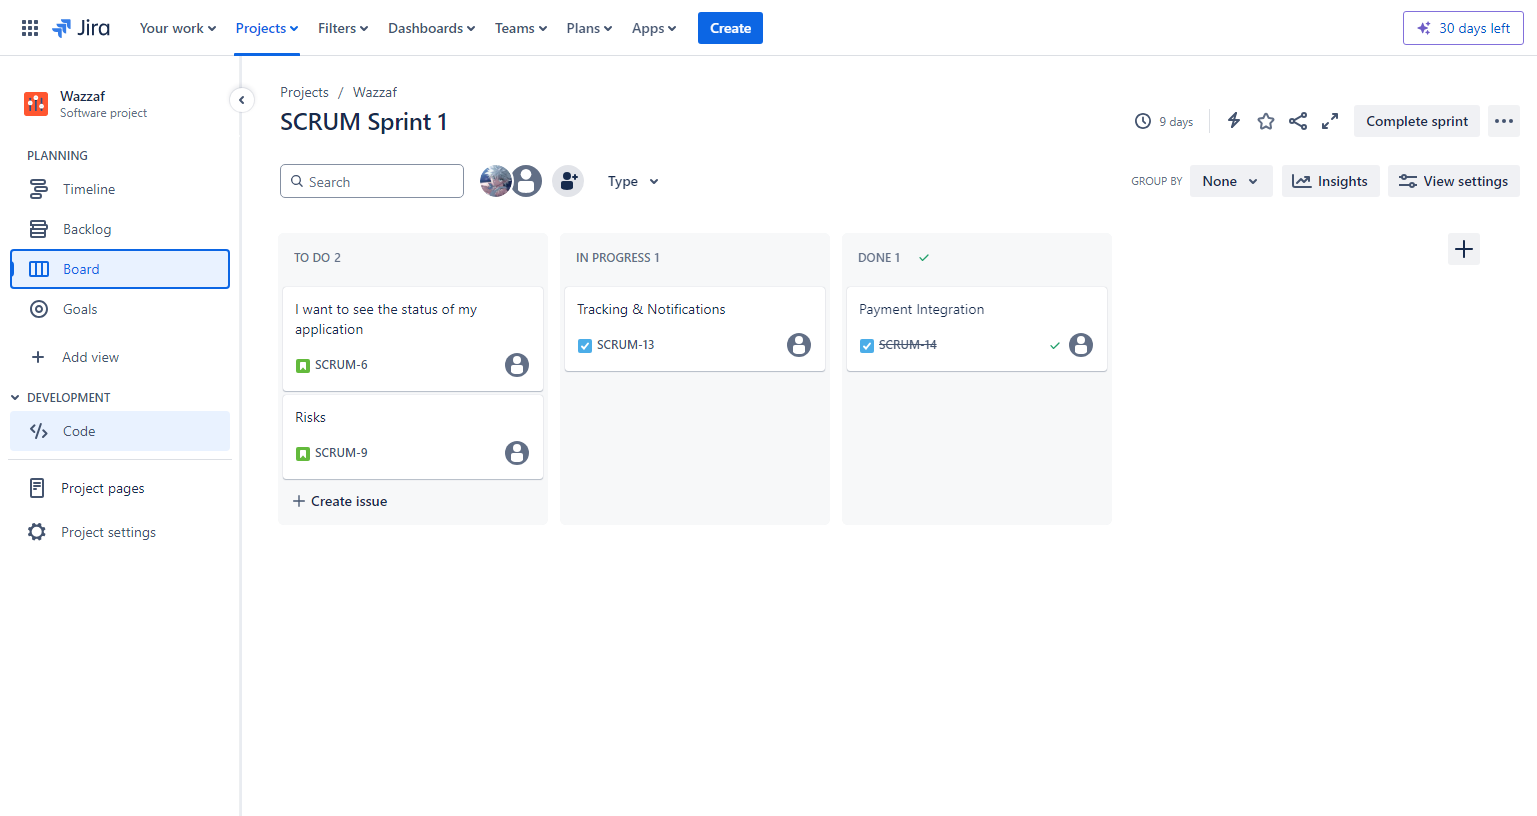 Jira
Your work
Projects
Filters
Dashboards
Teams
Plans
Apps
Create
30 days left
Wazzaf
Software project
PLANNING
Timeline
Backlog
Board
Goals
Add view
DEVELOPMENT
Code
Project pages
Project settings
Projects / Wazzaf
SCRUM Sprint 1
9 days
Complete sprint
Search
Type
GROUP BY
None
Insights
View settings
TO DO 2
I want to see the status of my
application
SCRUM-6
Risks
SCRUM-9
Create issue
IN PROGRESS 1
Tracking & Notifications
SCRUM-13
DONE 1
Payment Integration
SCRUM-14